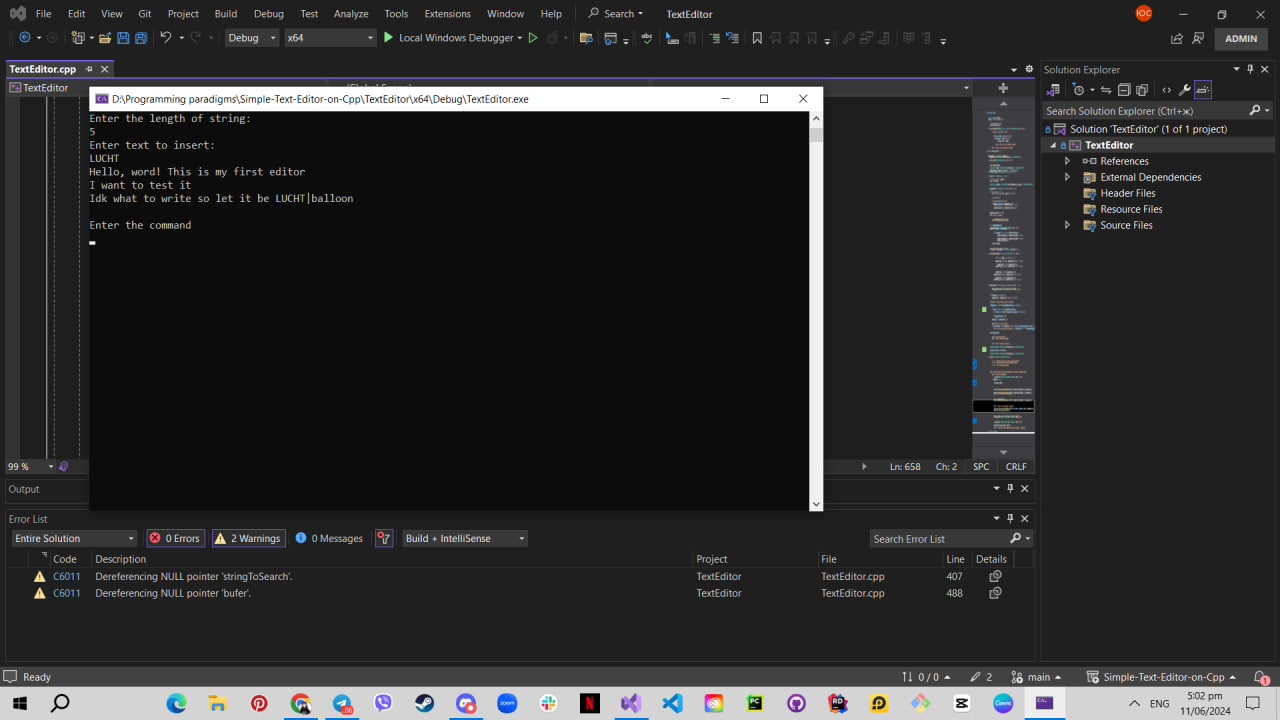 File Edit View Git Project Build Debug Test Analyze Tools Extensions Window Help Search TextEditor IOC
Debug x64 Local Windows Debugger ADMIN
TextEditor.cpp
TextEditor
D:\Programming paradigms\Simple-Text-Editor-on-Cpp\TextEditor\x64\Debug\TextEditor.exe
Enter the length of string:
5
Enter text to insert
LUCHT
Hello, word! This is my first editor
I want to test it
Idk what to write so let it be LUCHT balloon
Enter the command
Solution Explorer
Search Solution Explorer (Ctrl+ж)
Solution 'TextEditor' (1 of 1 project)
TextEditor
References
External Dependencies
Header Files
Resource Files
Source Files
99 % Ln: 658 Ch: 2 SPC CRLF
Output
Error List
Entire Solution 0 Errors 2 Warnings 0 Messages Build + IntelliSense Search Error List
Code Description Project File Line Details
C6011 Dereferencing NULL pointer 'stringToSearch'. TextEditor TextEditor.cpp 407
C6011 Dereferencing NULL pointer 'bufer'. TextEditor TextEditor.cpp 488
Ready 0 / 0 2 main Simple-Text-Editor-on-Cpp 1
zoom N PC RD Canva ENG 5:02 pm
11/06/2024